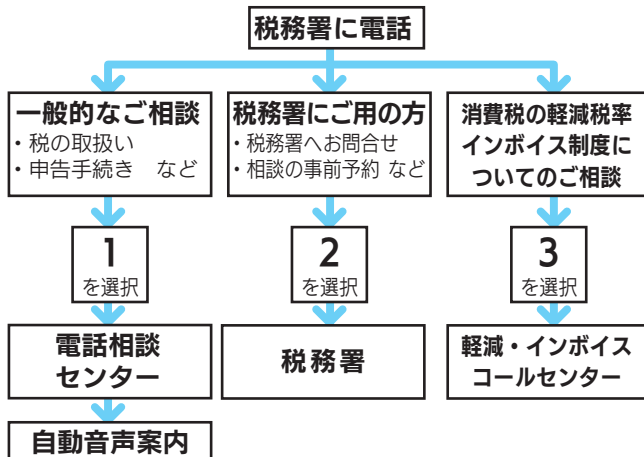 税務署に電話
一般的なご相談
・税の取扱い
・申告手続き など
税務署にご用の方
・税務署へお問合せ
・相談の事前予約 など
消費税の軽減税率
インボイス制度に
ついてのご相談
1
を選択
2
を選択
3
を選択
電話相談
センター
税務署
軽減・インボイス
コールセンター
自動音声案内